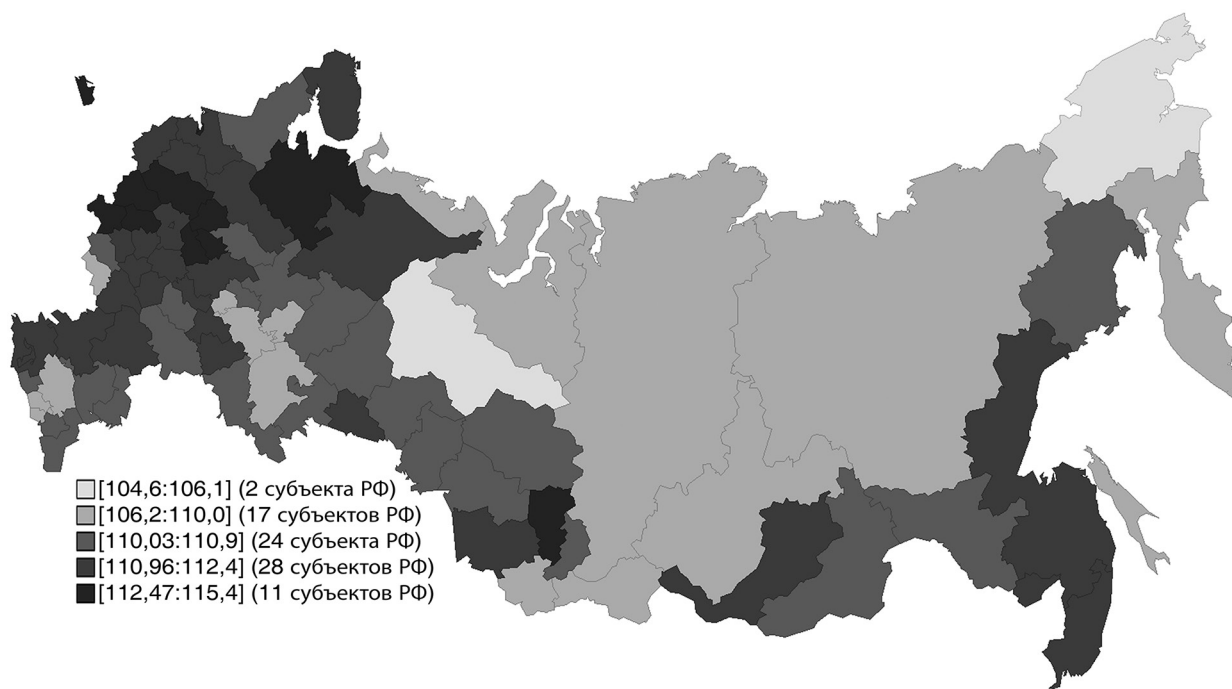 [104,6:106,1] (2 субъекта РФ)
[106,2:110,0] (17 субъектов РФ)
[110,03:110,9] (24 субъекта РФ)
[110,96:112,4] (28 субъектов РФ)
[112,47:115,4] (11 субъектов РФ)